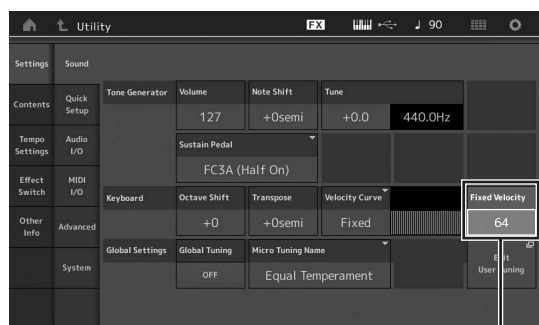 Utility FX 90
Settings Sound
Contents Quick Setup
Tempo Settings Audio I/O
Effect Switch MIDI I/O
Other Info Advanced
System
Tone Generator Volume Note Shift Tune
127 +0semi +0.0 440.0Hz
Sustain Pedal
FC3A (Half On)
Keyboard Octave Shift Transpose Velocity Curve Fixed Velocity
+0 +0semi Fixed 64
Global Settings Global Tuning Micro Tuning Name Edit User Tuning
OFF Equal Temperament